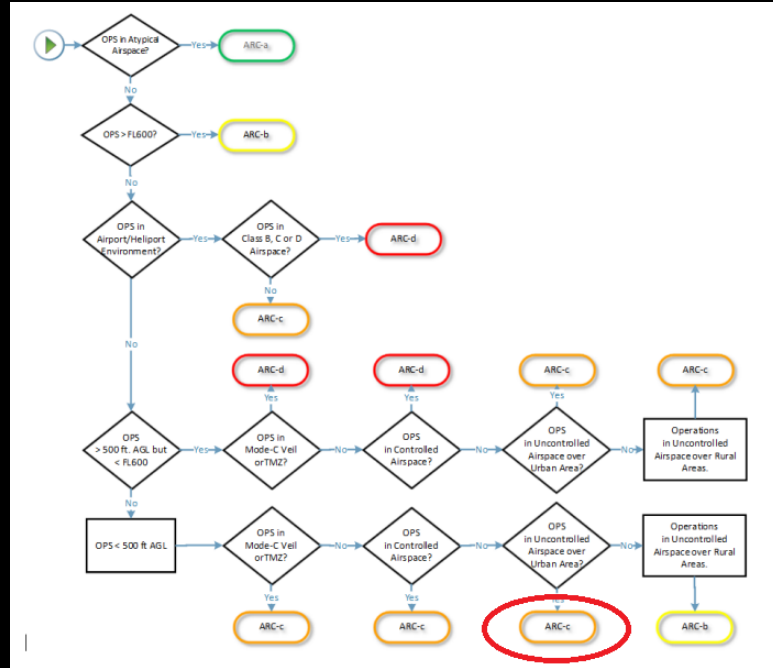 OPS in Atypical
Airspace?
Yes
ARC-a
No
OPS > FL600?
Yes
ARC-b
No
OPS in
Airport/Heliport
Environment?
Yes
OPS in
Class B, C or D
Airspace?
Yes
ARC-d
No
ARC-c
No
ARC-d
ARC-d
ARC-c
ARC-c
Yes
Yes
Yes
OPS
> 500 ft. AGL but
< FL600
Yes
OPS in
Mode-C Veil
or TMZ?
No
OPS
in Controlled
Airspace?
No
OPS
in Uncontrolled
Airspace over
Urban Area?
No
Operations
in Uncontrolled
Airspace over Rural
Areas.
No
OPS < 500 ft AGL
OPS in
Mode-C Veil
or TMZ?
No
OPS
in Controlled
Airspace?
No
OPS
in Uncontrolled
Airspace over
Urban Area?
No
Operations
in Uncontrolled
Airspace over Rural
Areas.
Yes
Yes
Yes
ARC-c
ARC-c
ARC-c
ARC-b